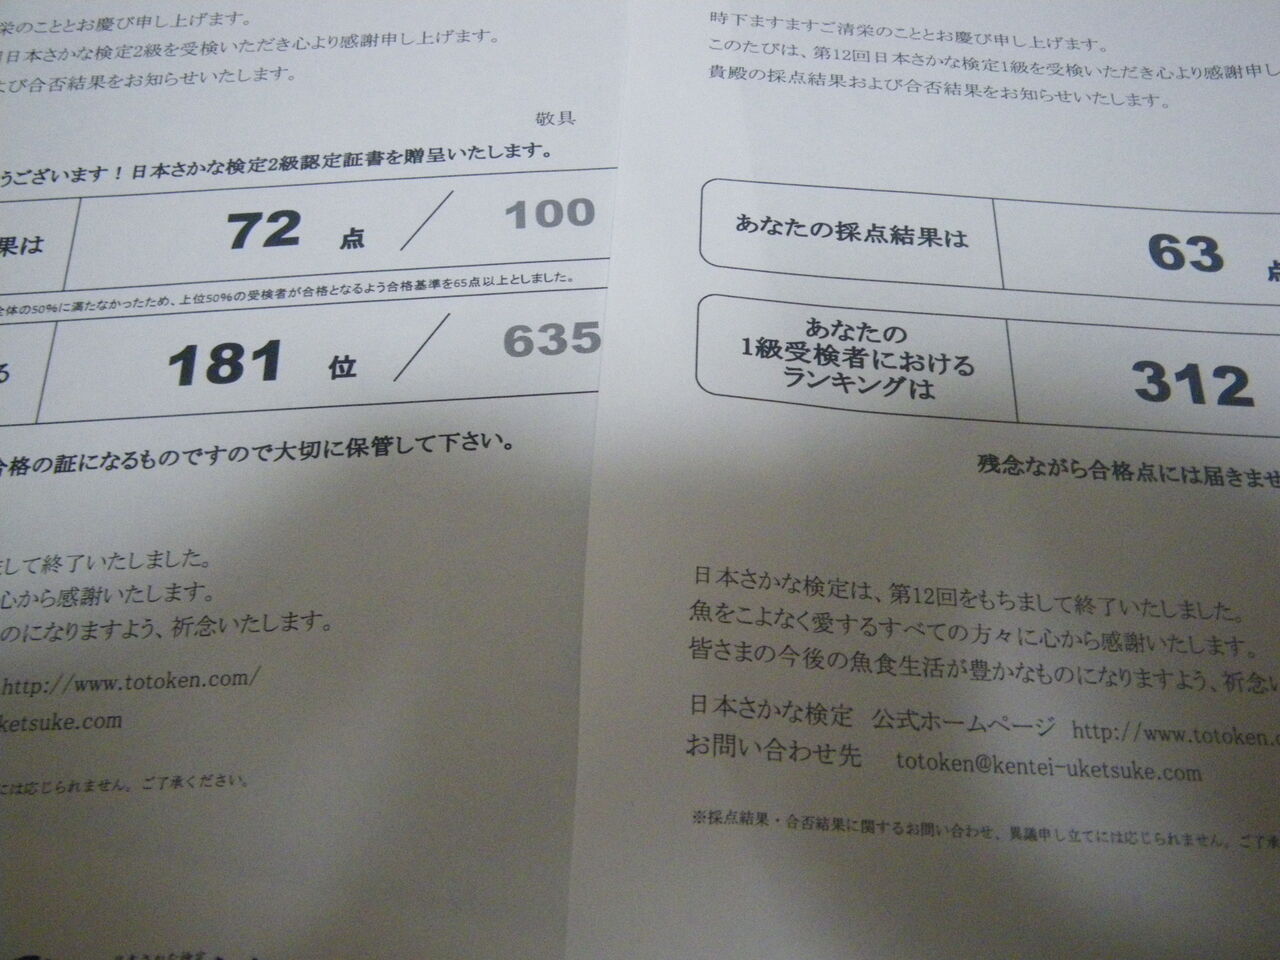 栄のこととお慶び申し上げます。
日本さかな検定2級を受検いただき心より感謝申し上げます。
よび合否結果をお知らせいたします。
敬具
うございます！日本さかな検定2級認定証書を贈呈いたします。
果は 72 点 ／ 100
全体の50%に満たなかったため、上位50%の受検者が合格となるよう合格基準を65点以上としました。
る 181 位 ／ 635
合格の証になるものですので大切に保管して下さい。
まして終了いたしました。
心から感謝いたします。
のになりますよう、祈念いたします。
http://www.totoken.com/
ketsuke.com
には応じられません。ご了承ください。
日本さかな検定
時下ますますご清栄のこととお慶び申し上げます。
このたびは、第12回日本さかな検定1級を受検いただき心より感謝申し
貴殿の採点結果および合否結果をお知らせいたします。
あなたの採点結果は 63 点
あなたの
1級受検者における
ランキングは
312
残念ながら合格点には届きませ
日本さかな検定は、第12回をもちまして終了いたしました。
魚をこよなく愛するすべての方々に心から感謝いたします。
皆さまの今後の魚食生活が豊かなものになりますよう、祈念い
日本さかな検定 公式ホームページ http://www.totoken.c
お問い合わせ先 totoken@kentei-uketsuke.com
※採点結果・合否結果に関するお問い合わせ、異議申し立てには応じられません。ご了承